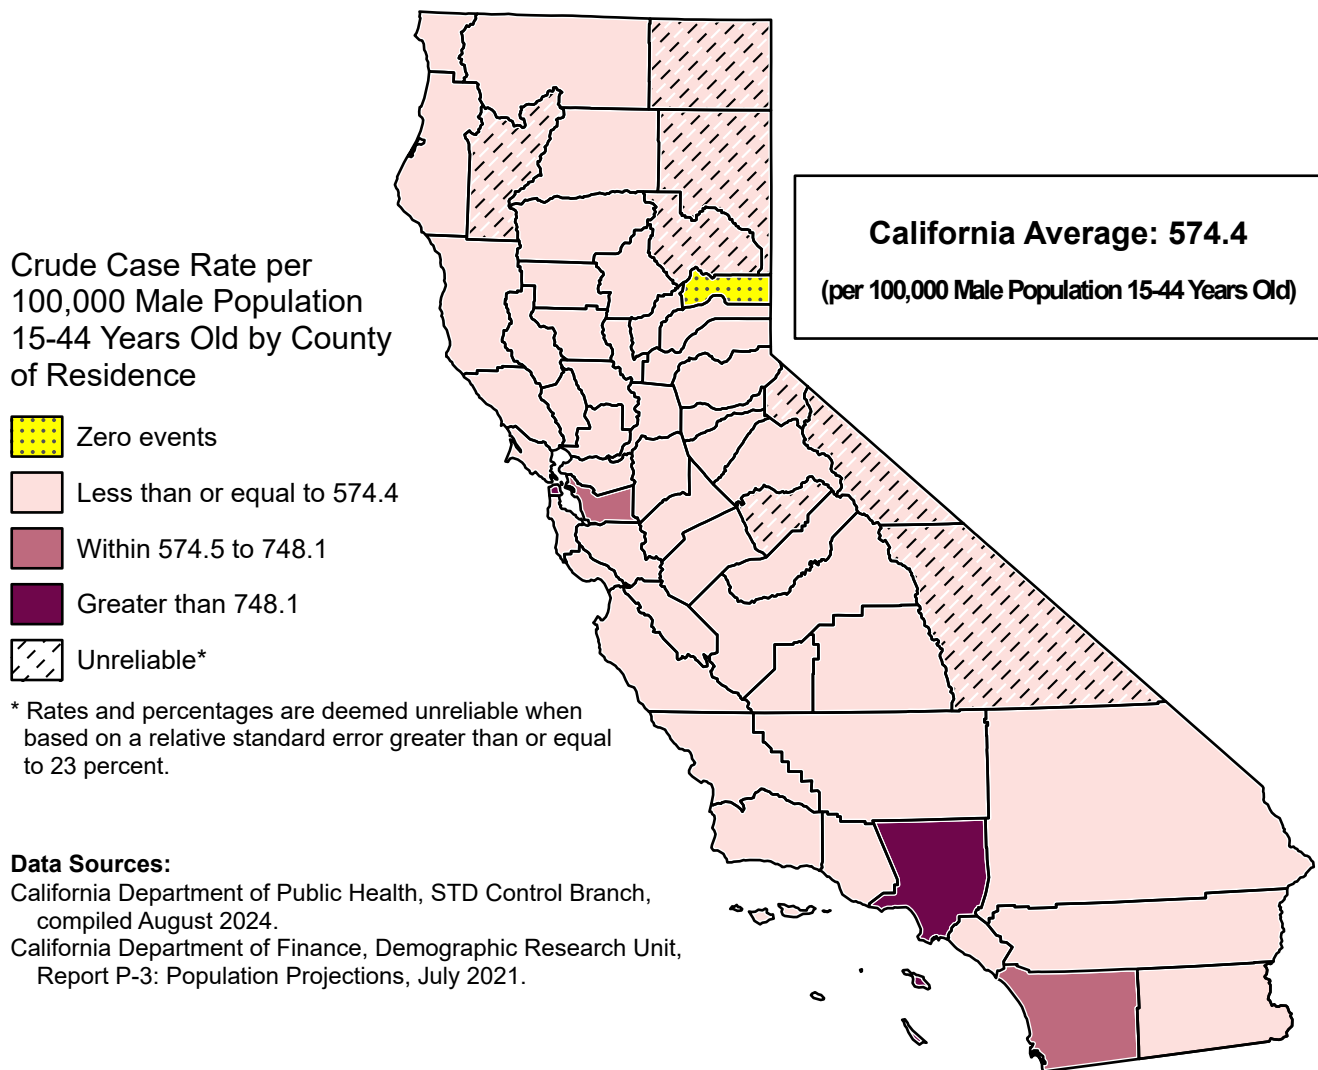 California Average: 574.4
(per 100,000 Male Population 15-44 Years Old)
Crude Case Rate per
100,000 Male Population
15-44 Years Old by County
of Residence
Zero events
Less than or equal to 574.4
Within 574.5 to 748.1
Greater than 748.1
Unreliable*
* Rates and percentages are deemed unreliable when
based on a relative standard error greater than or equal
to 23 percent.
Data Sources:
California Department of Public Health, STD Control Branch,
compiled August 2024.
California Department of Finance, Demographic Research Unit,
Report P-3: Population Projections, July 2021.